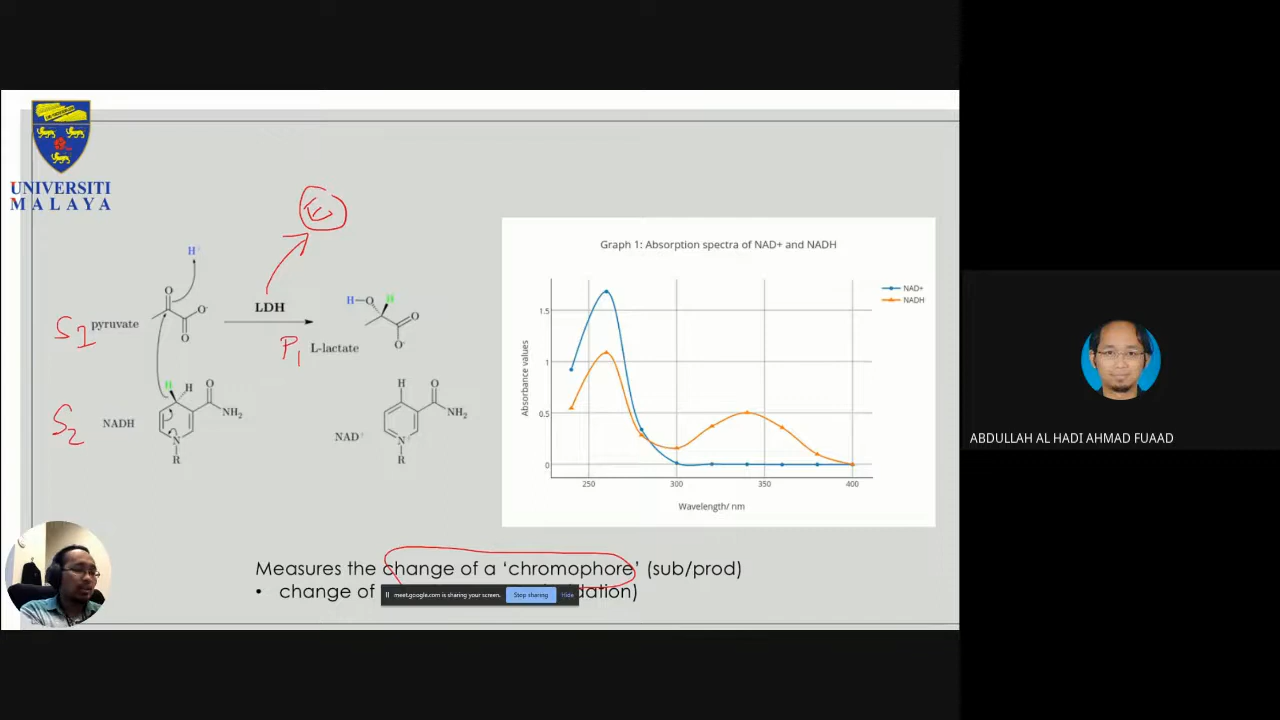 UNIVERSITI
MALAYA
E
H⁺
O
O⁻
O
pyruvate
S1
LDH
P1
H
O
H
O
O⁻
L-lactate
S2
NADH
H
H
O
NH₂
N
R
NAD⁺
H
O
NH₂
N⁺
R
Graph 1: Absorption spectra of NAD+ and NADH
NAD+
NADH
Absorbance values
1.5
1
0.5
0
250
300
350
400
Wavelength/ nm
Measures the change of a ‘chromophore’ (sub/prod)
• change of
dation)
meet.google.com is sharing your screen.
Stop sharing
Hide
ABDULLAH AL HADI AHMAD FUAAD